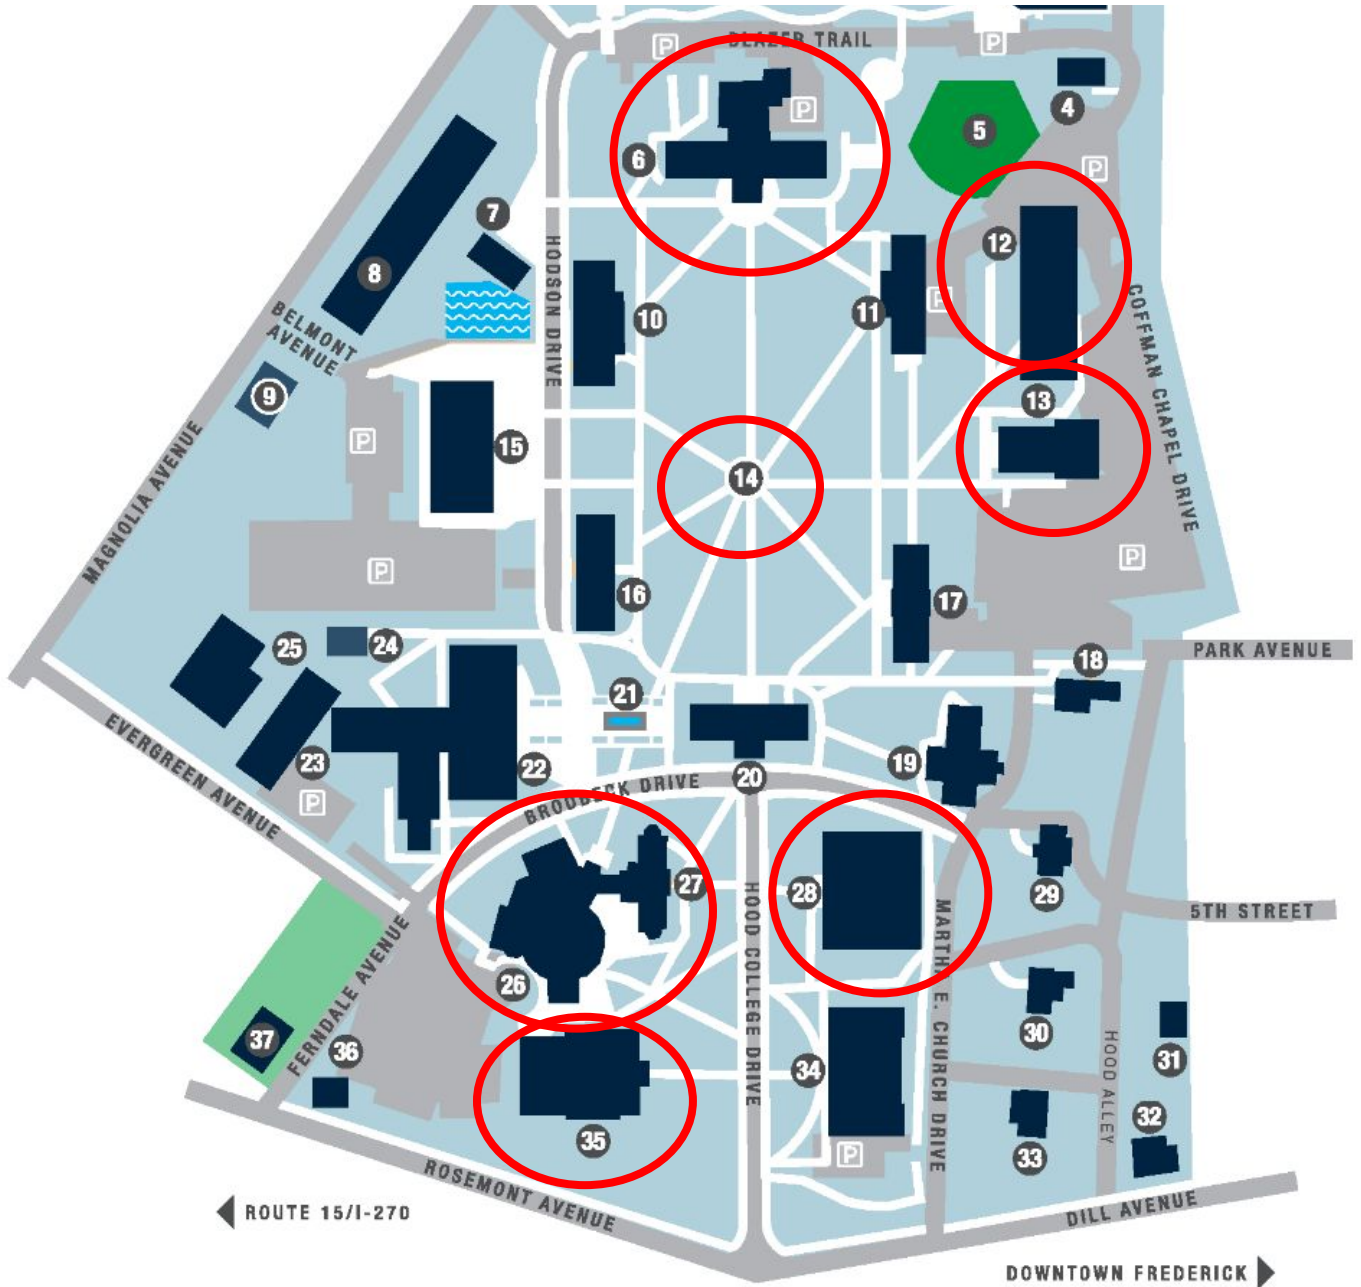 P
BLAZER TRAIL
P
4
P
5
6
P
7
12
8
HODSON DRIVE
10
11
P
BELMONT
AVENUE
COFFMAN CHAPEL DRIVE
9
13
MAGNOLIA AVENUE
P
15
14
P
P
16
17
25
24
18
PARK AVENUE
21
EVERGREEN AVENUE
23
22
20
19
P
BRODBECK DRIVE
27
28
29
HOOD COLLEGE DRIVE
MARTHA E. CHURCH DRIVE
5TH STREET
FERNDALE AVENUE
26
37
36
30
31
HOOD ALLEY
34
35
32
33
P
ROSEMONT AVENUE
DILL AVENUE
ROUTE 15/I-270
DOWNTOWN FREDERICK